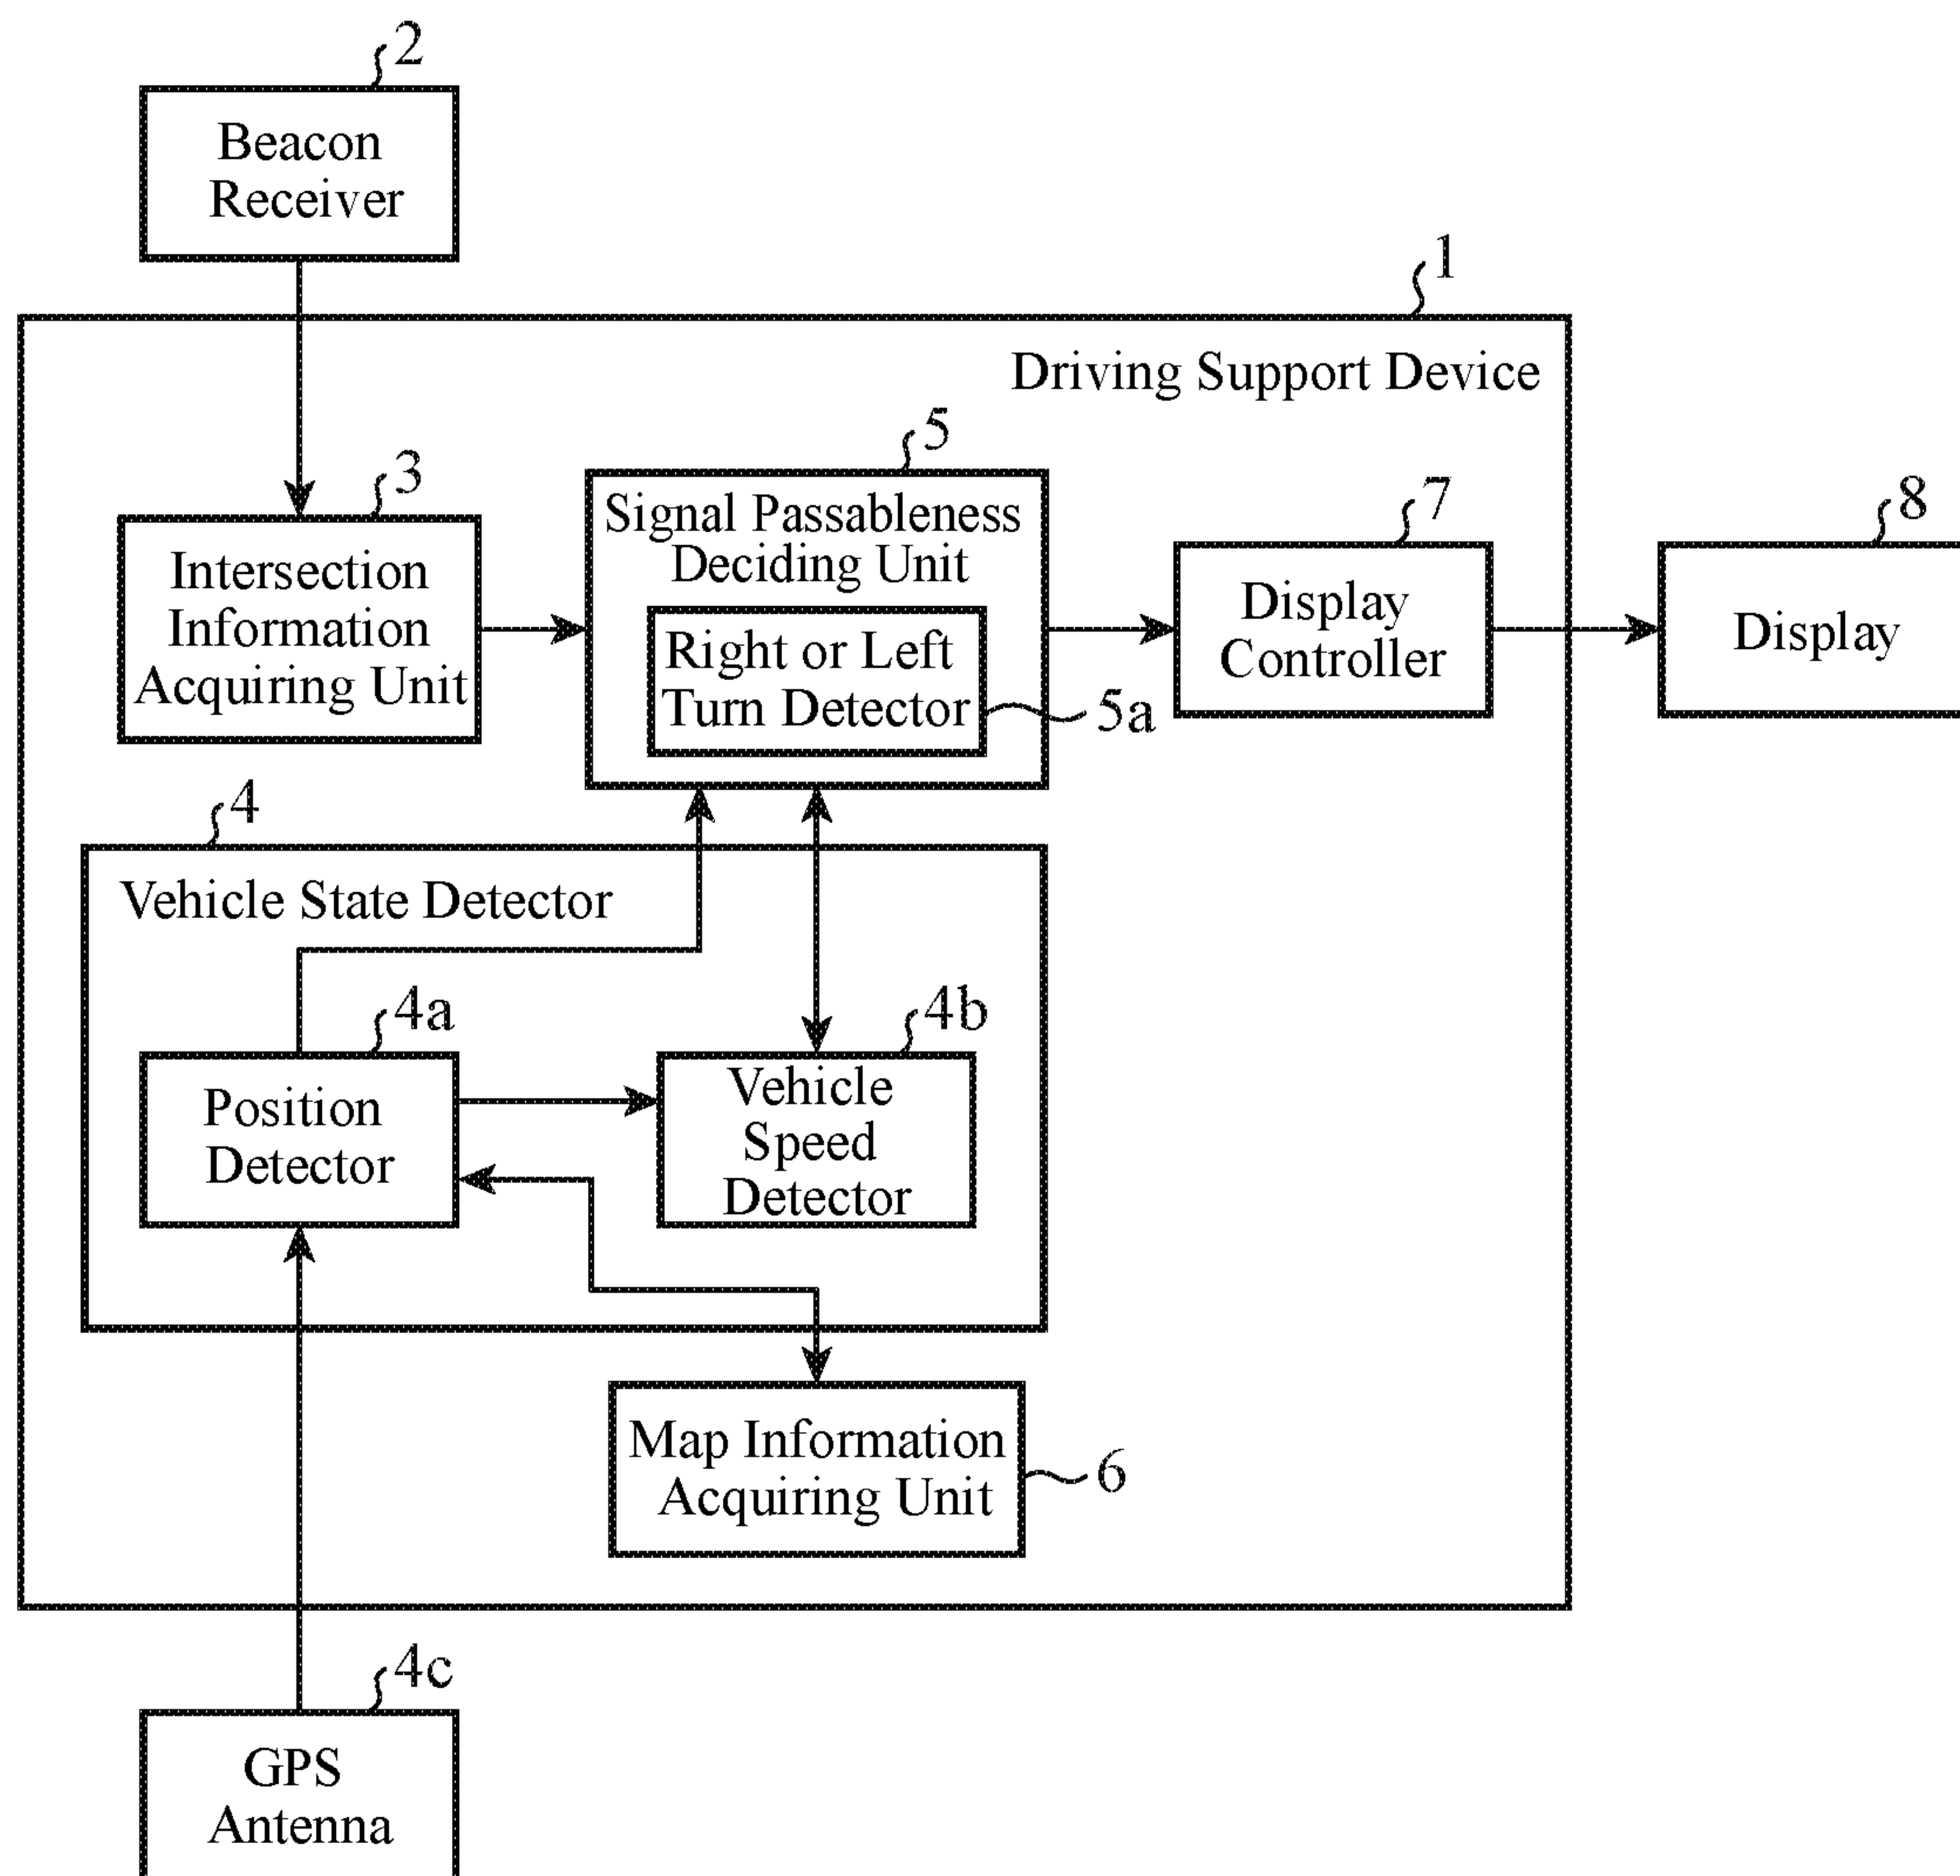 2
Beacon
Receiver
1
Driving Support Device
3
Intersection
Information
Acquiring Unit
5
Signal Passableness
Deciding Unit
Right or Left
Turn Detector
5a
7
Display
Controller
8
Display
4
Vehicle State Detector
4a
Position
Detector
4b
Vehicle
Speed
Detector
Map Information
Acquiring Unit
6
4c
GPS
Antenna